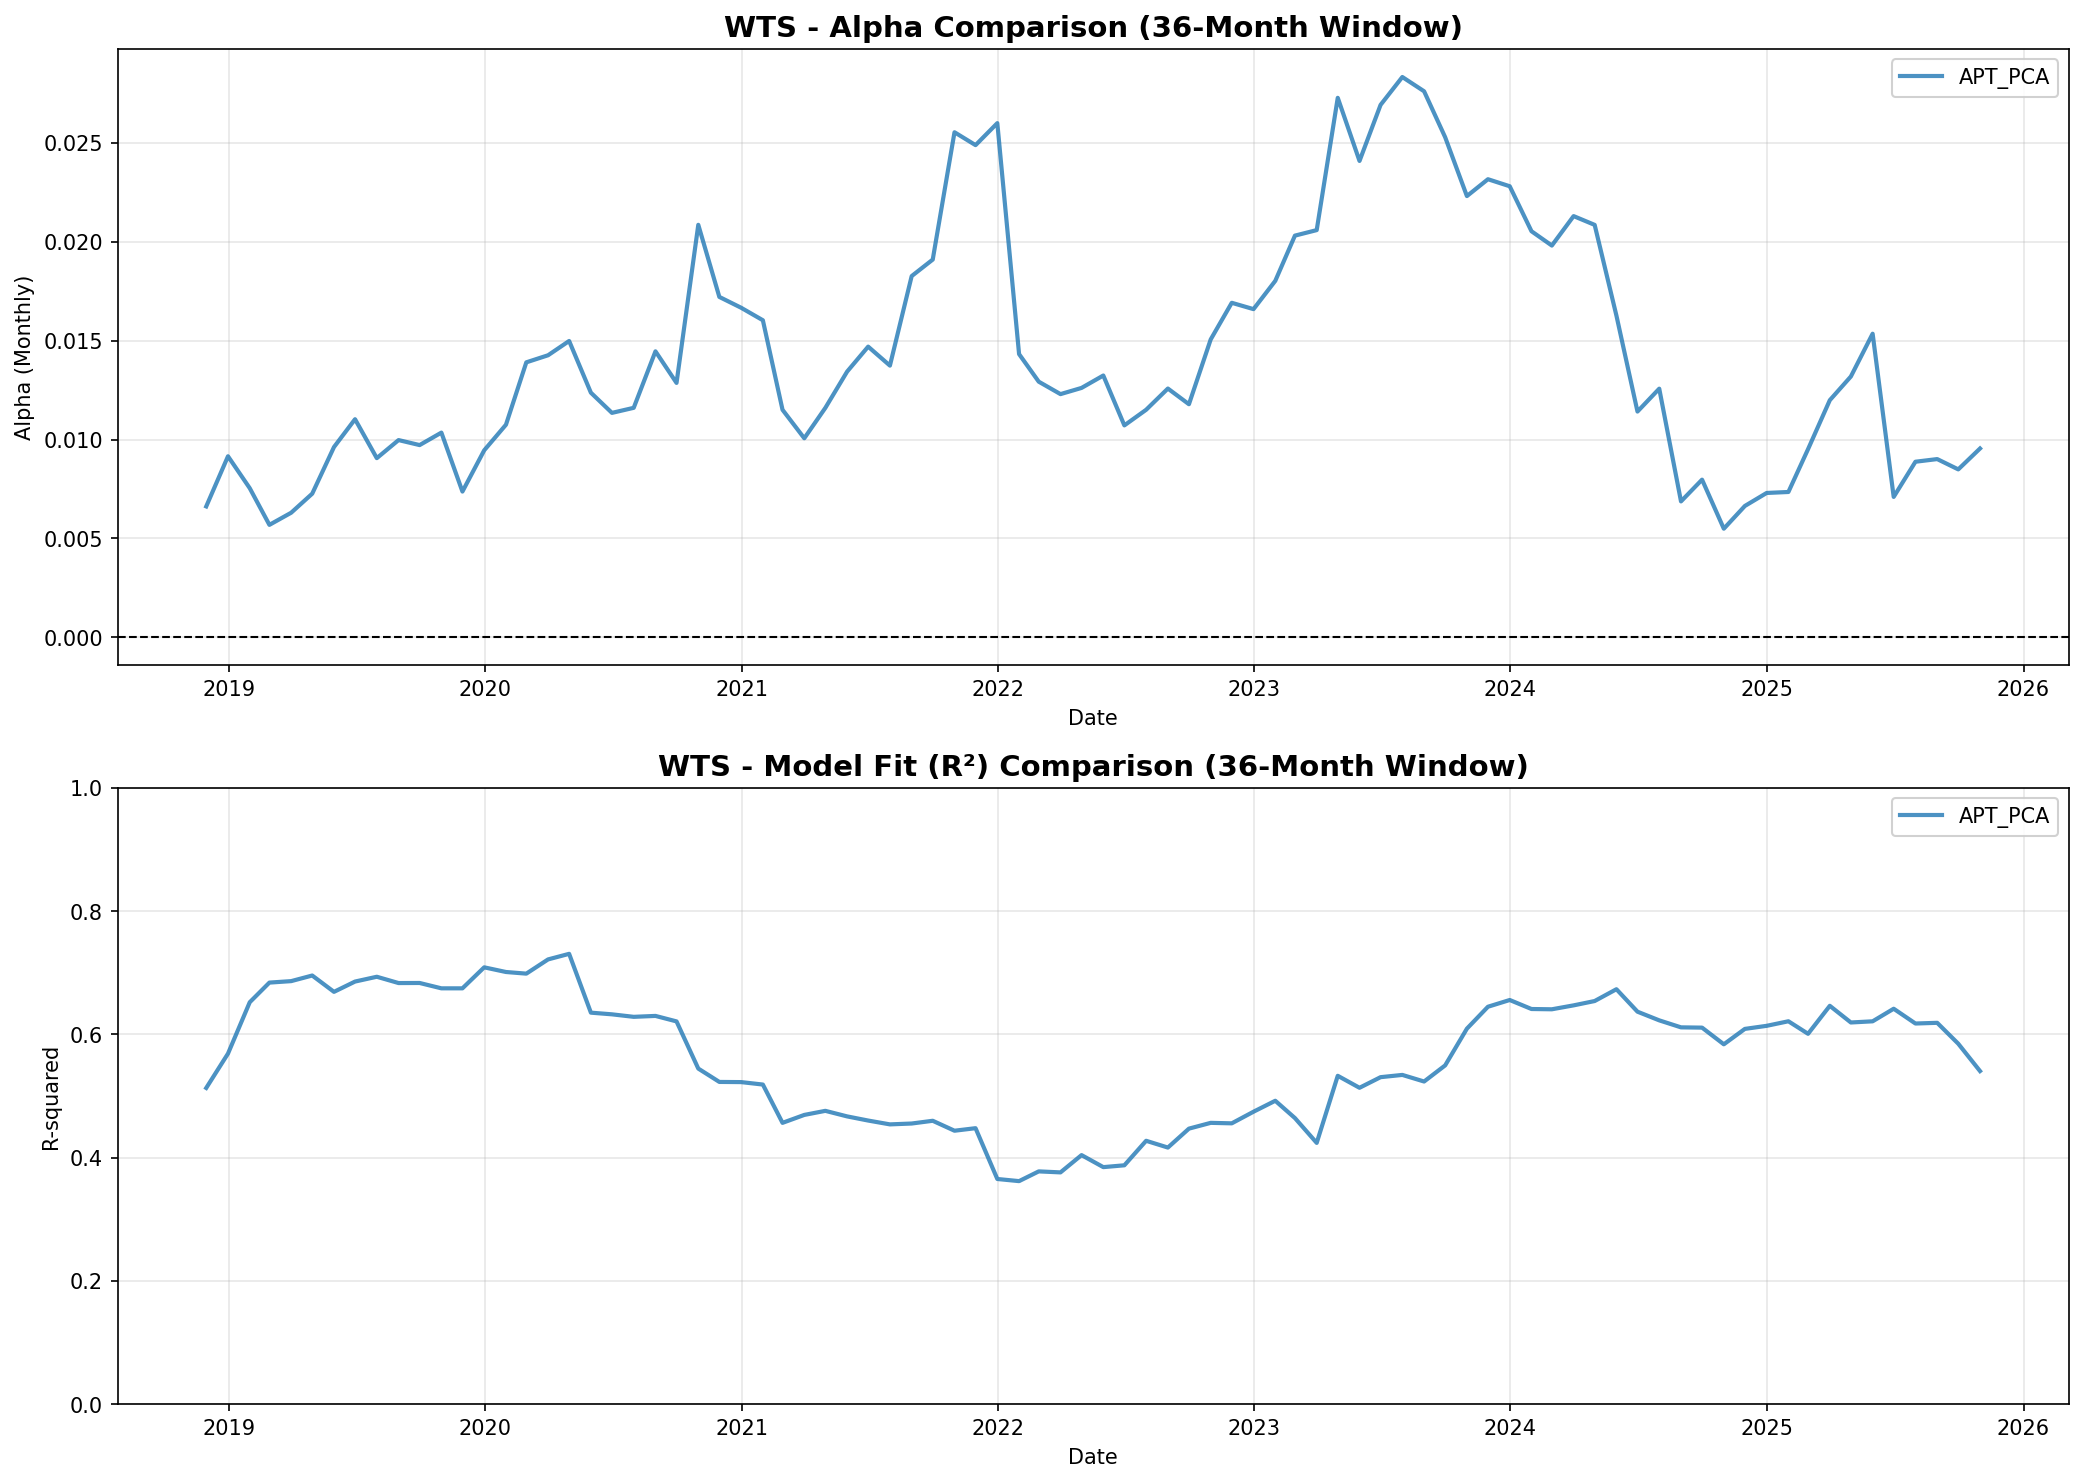 WTS - Alpha Comparison (36-Month Window)
APT_PCA
Alpha (Monthly)
0.025
0.020
0.015
0.010
0.005
0.000
2019 2020 2021 2022 2023 2024 2025 2026
Date
WTS - Model Fit (R²) Comparison (36-Month Window)
APT_PCA
R-squared
1.0
0.8
0.6
0.4
0.2
0.0
2019 2020 2021 2022 2023 2024 2025 2026
Date